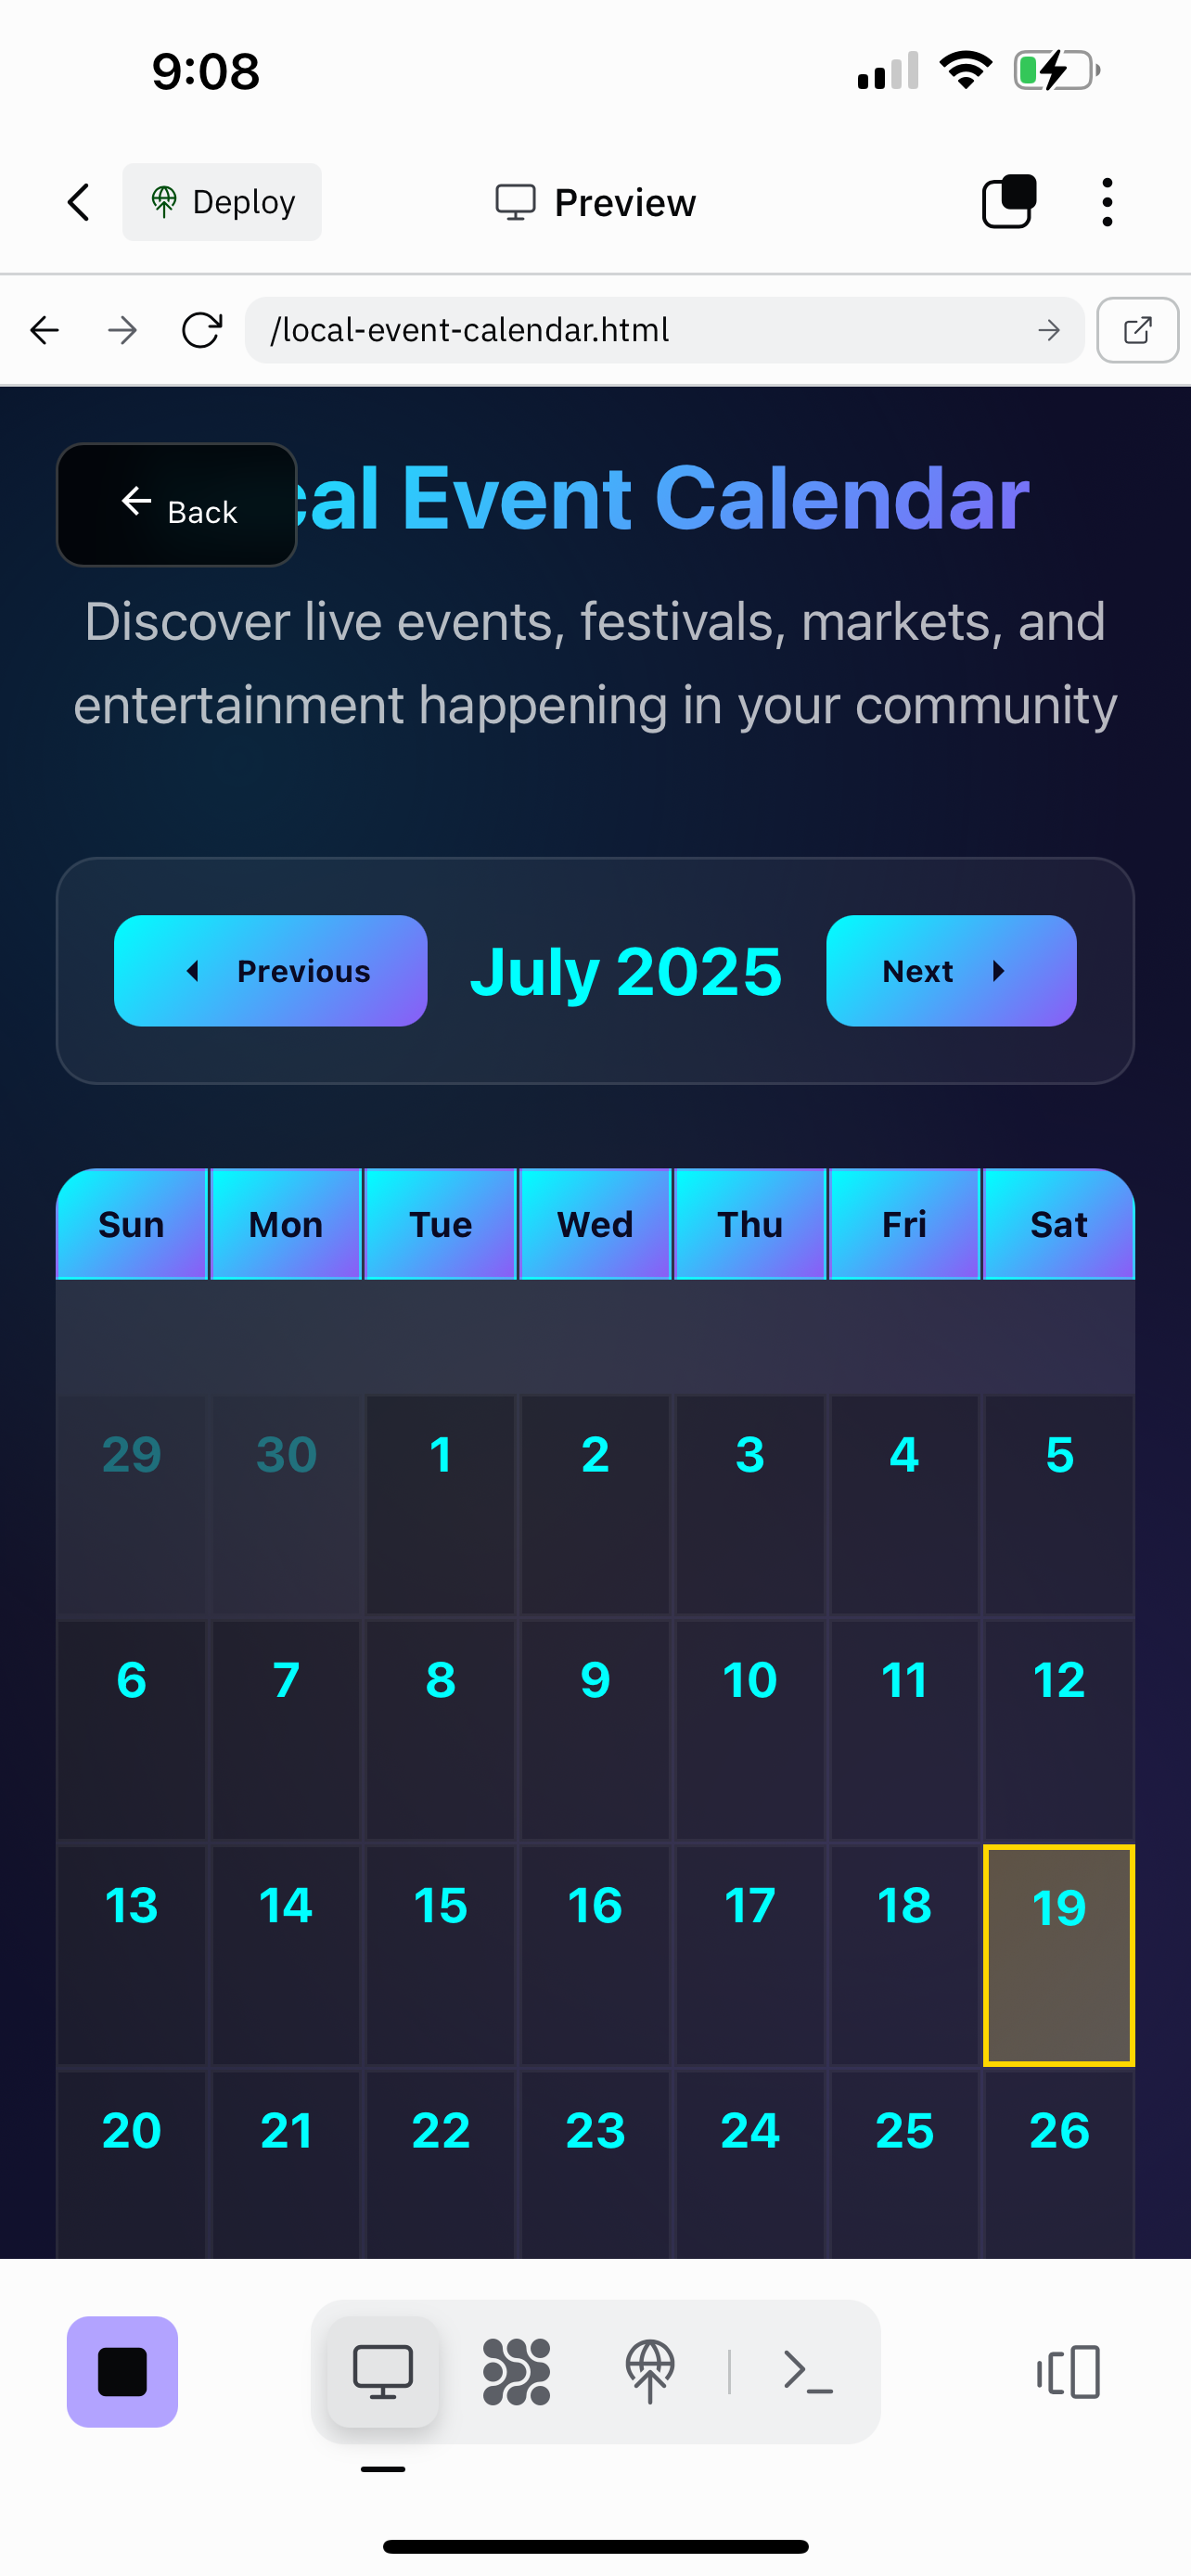 9:08
Deploy
Preview
/local-event-calendar.html
Back
cal Event Calendar
Discover live events, festivals, markets, and
entertainment happening in your community
Previous
July 2025
Next
Sun Mon Tue Wed Thu Fri Sat
29 30 1 2 3 4 5
6 7 8 9 10 11 12
13 14 15 16 17 18 19
20 21 22 23 24 25 26